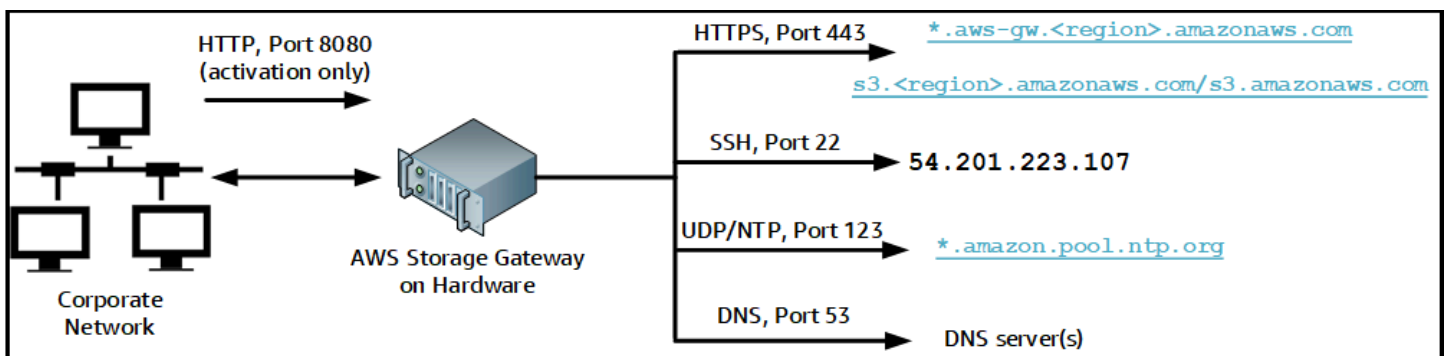 HTTP, Port 8080
(activation only)
Corporate
Network
AWS Storage Gateway
on Hardware
HTTPS, Port 443
*.aws-gw.<region>.amazonaws.com
s3.<region>.amazonaws.com/s3.amazonaws.com
SSH, Port 22
54.201.223.107
UDP/NTP, Port 123
*.amazon.pool.ntp.org
DNS, Port 53
DNS server(s)